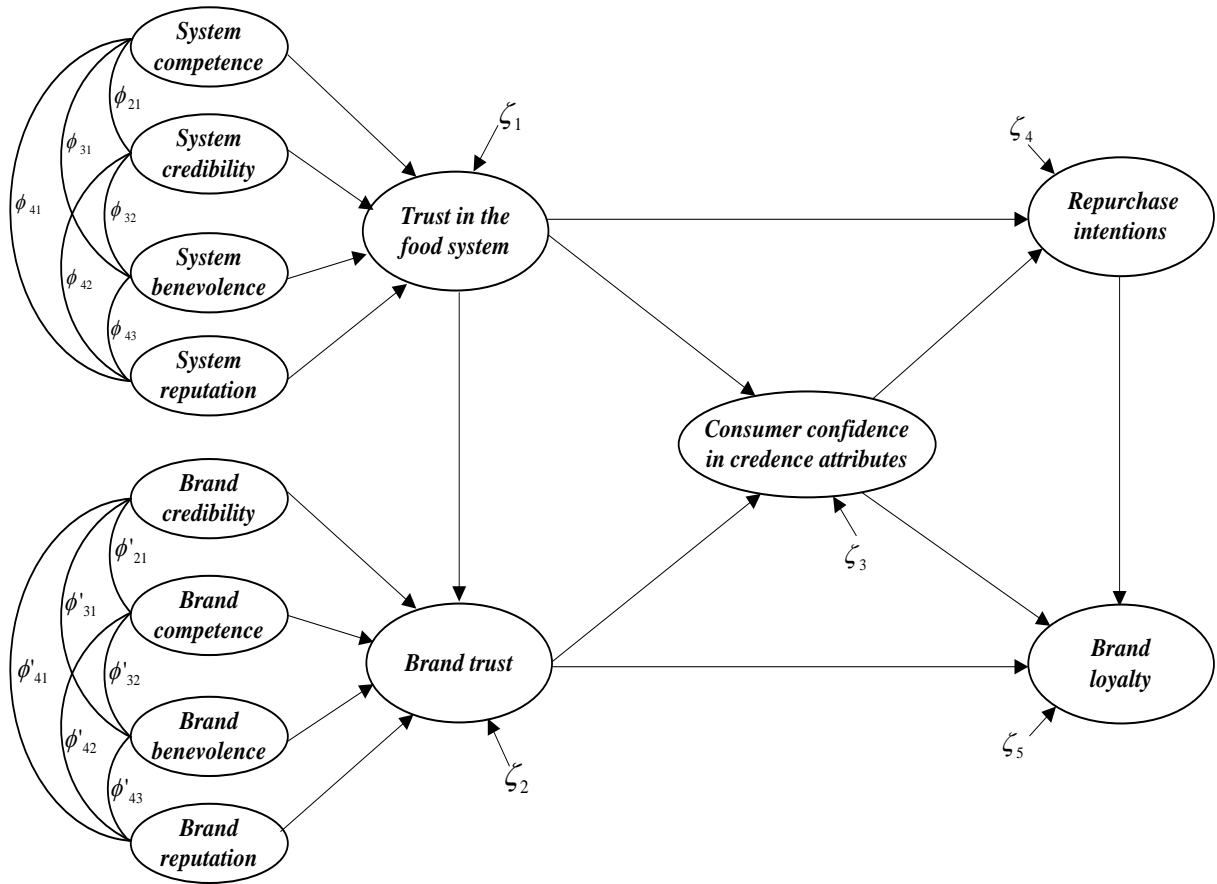 System
competence
ϕ21
ζ1
ζ4
System
credibility
ϕ31
ϕ41
ϕ32
Trust in the
food system
Repurchase
intentions
System
benevolence
ϕ42
ϕ43
System
reputation
Consumer confidence
in credence attributes
Brand
credibility
ϕ'21
ζ3
ϕ'31
Brand
competence
ϕ'41
ϕ'32
Brand trust
Brand
loyalty
Brand
benevolence
ϕ'42
ζ5
ϕ'43
ζ2
Brand
reputation